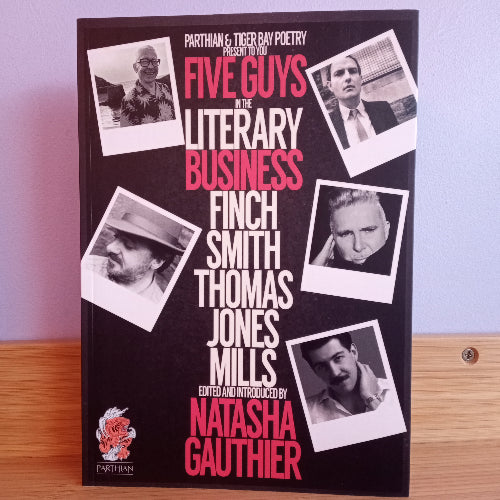 PARTHIAN & TIGER BAY POETRY
PRESENT TO YOU
FIVE GUYS
IN THE
LITERARY
BUSINESS
FINCH
SMITH
THOMAS
JONES
MILLS
EDITED AND INTRODUCED BY
NATASHA
GAUTHIER
PARTHIAN